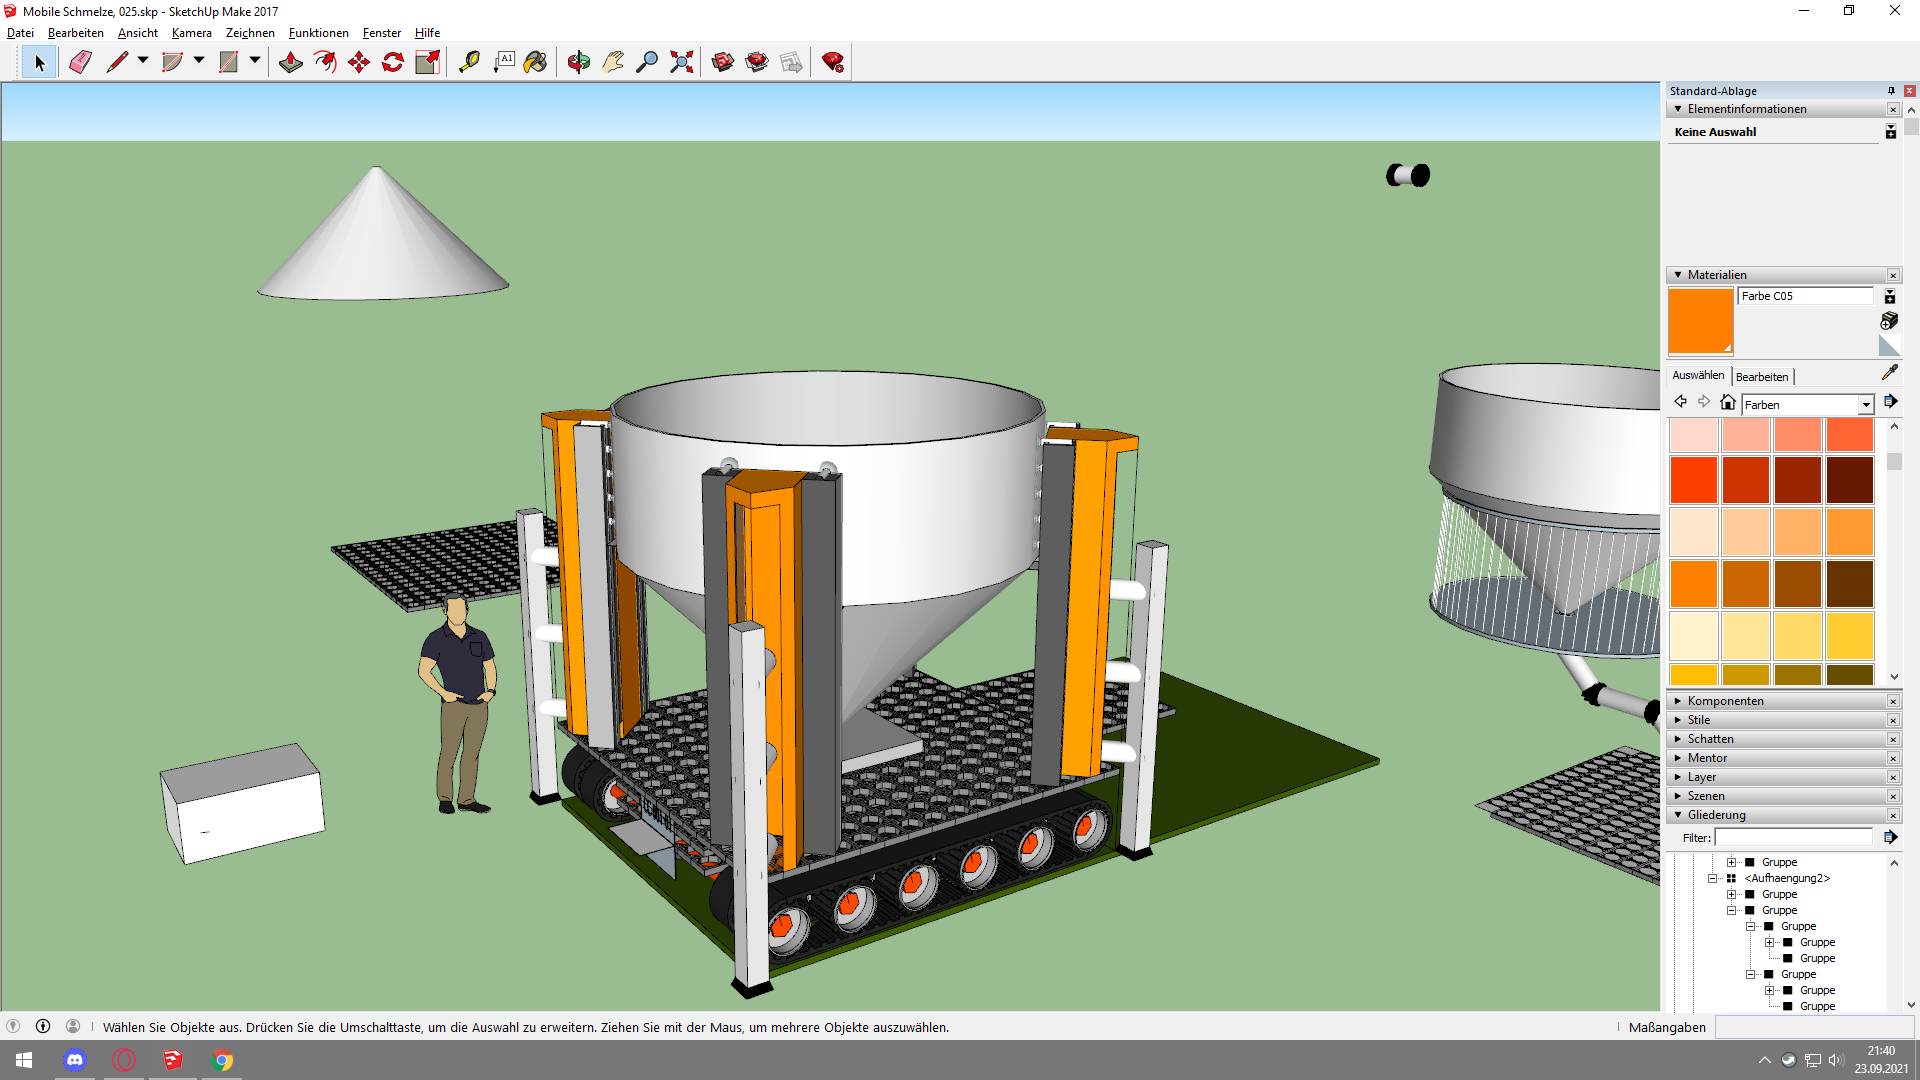 Mobile Schmelze, 025.skp - SketchUp Make 2017
Datei Bearbeiten Ansicht Kamera Zeichnen Funktionen Fenster Hilfe
A1
Standard-Ablage
Elementinformationen
Keine Auswahl
Materialien
Farbe C05
Auswählen Bearbeiten
Farben
Komponenten
Stile
Schatten
Mentor
Layer
Szenen
Gliederung
Filter:
Gruppe
<Aufhaengung2>
Gruppe
Gruppe
Gruppe
Gruppe
Gruppe
Gruppe
Gruppe
Gruppe
Wählen Sie Objekte aus. Drücken Sie die Umschalttaste, um die Auswahl zu erweitern. Ziehen Sie mit der Maus, um mehrere Objekte auszuwählen.
Maßangaben
21:40
23.09.2021